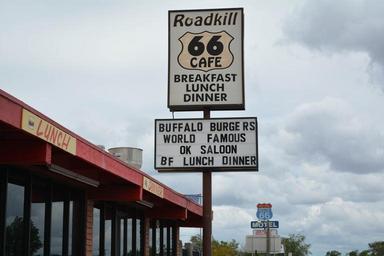 Roadkill
66
CAFE
BREAKFAST
LUNCH
DINNER
BUFFALO BURGERS
WORLD FAMOUS
OK SALOON
BF LUNCH DINNER
LUNCH
66
MOTEL